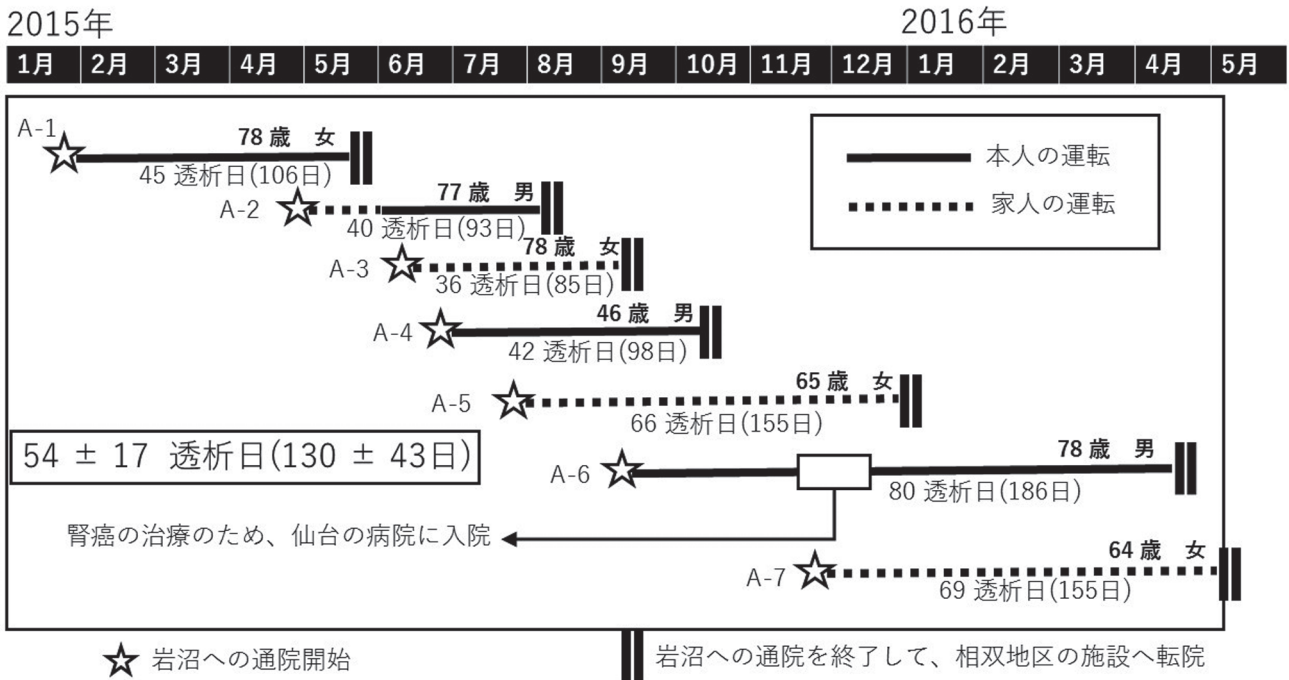 2015年 2016年
1月 2月 3月 4月 5月 6月 7月 8月 9月 10月 11月 12月 1月 2月 3月 4月 5月
A-1 78歳 女
45 透析日(106日)
本人の運転
家人の運転
A-2 77歳 男
40 透析日(93日)
A-3 78歳 女
36 透析日(85日)
A-4 46歳 男
42 透析日(98日)
A-5 65歳 女
66 透析日(155日)
54 ± 17 透析日(130 ± 43日)
A-6 78歳 男
80 透析日(186日)
腎癌の治療のため、仙台の病院に入院
A-7 64歳 女
69 透析日(155日)
岩沼への通院開始
岩沼への通院を終了して、相双地区の施設へ転院